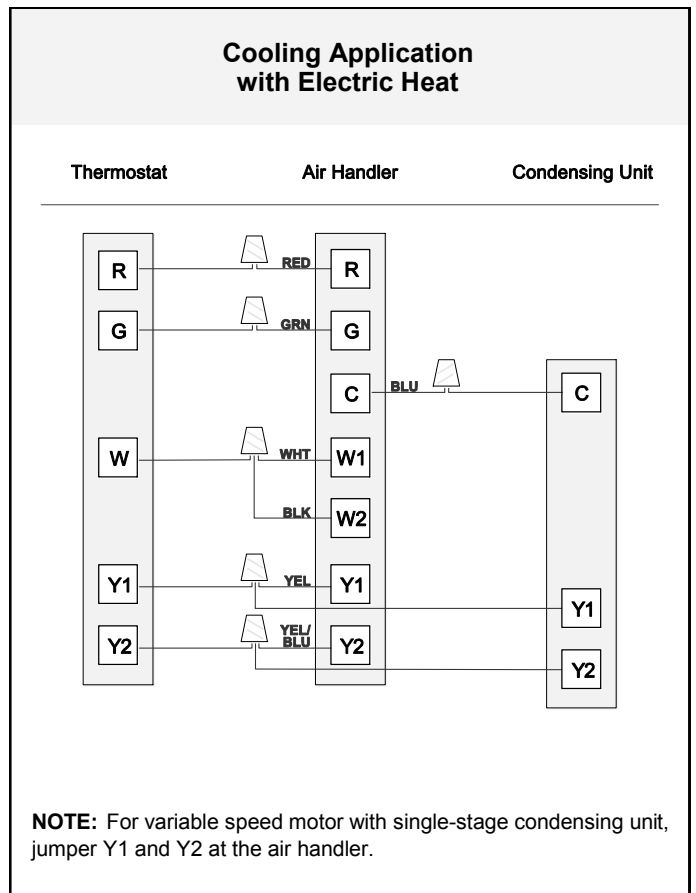 Cooling Application
with Electric Heat
Thermostat Air Handler Condensing Unit
R RED R
G GRN G
C BLU C
W WHT W1
BLK W2
Y1 YEL Y1 Y1
Y2 YEL/
BLU Y2 Y2
NOTE: For variable speed motor with single-stage condensing unit,
jumper Y1 and Y2 at the air handler.